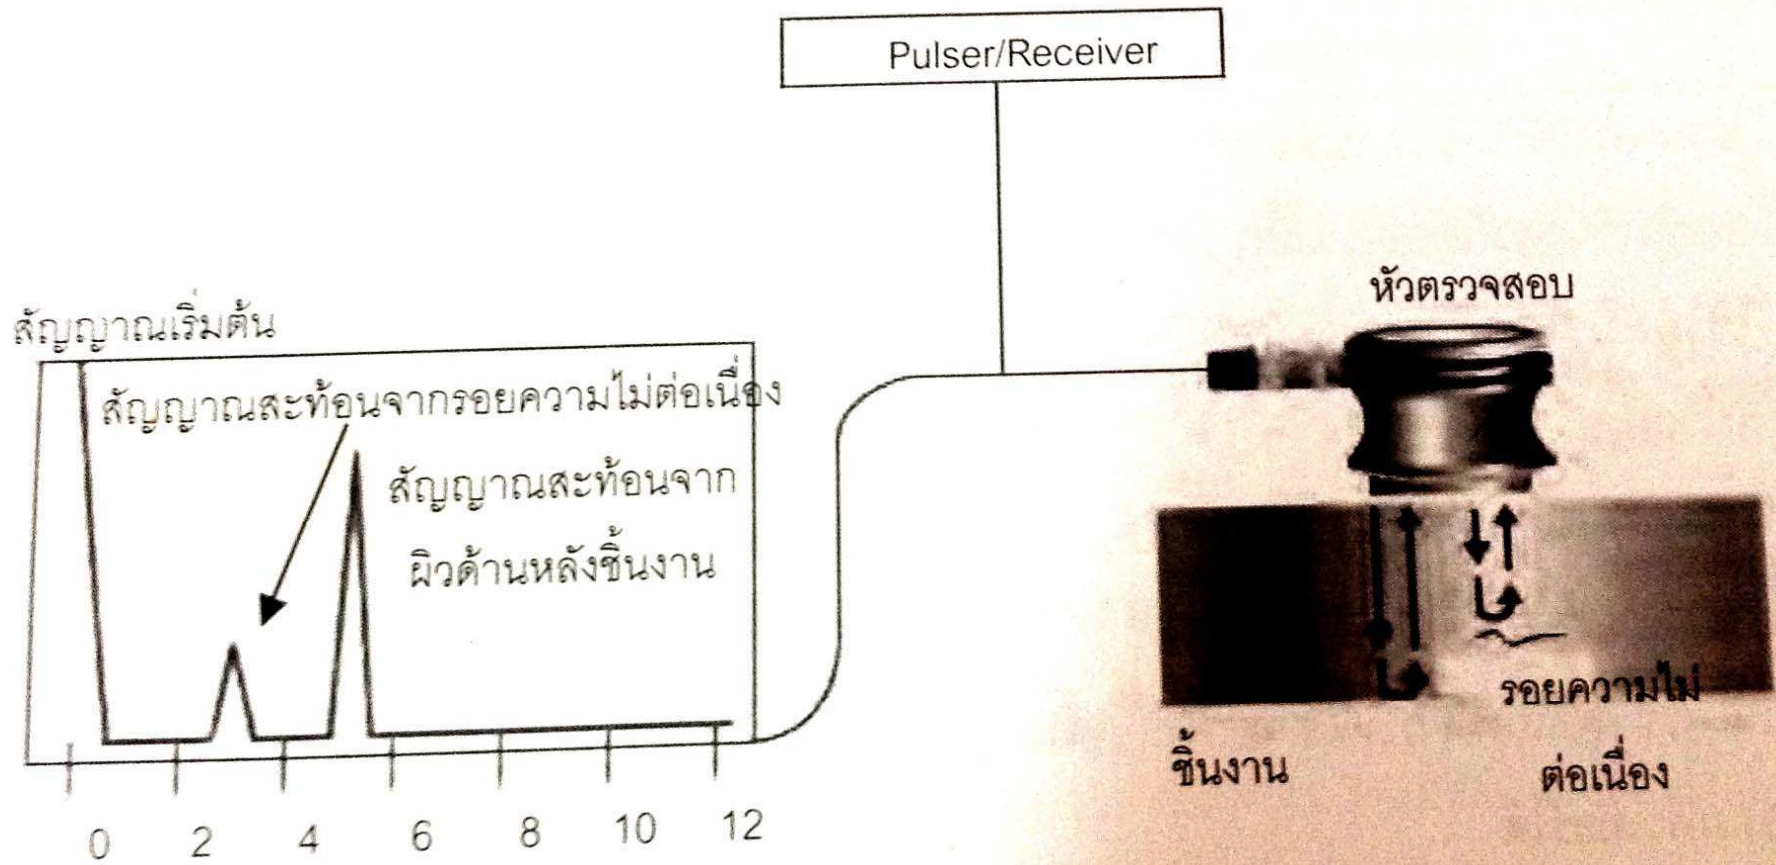 Pulser/Receiver
หัวตรวจสอบ
สัญญาณเริ่มต้น
สัญญาณสะท้อนจากรอยความไม่ต่อเนื่อง
สัญญาณสะท้อนจาก
ผิวด้านหลังชิ้นงาน
รอยความไม่
ต่อเนื่อง
ชิ้นงาน
0 2 4 6 8 10 12